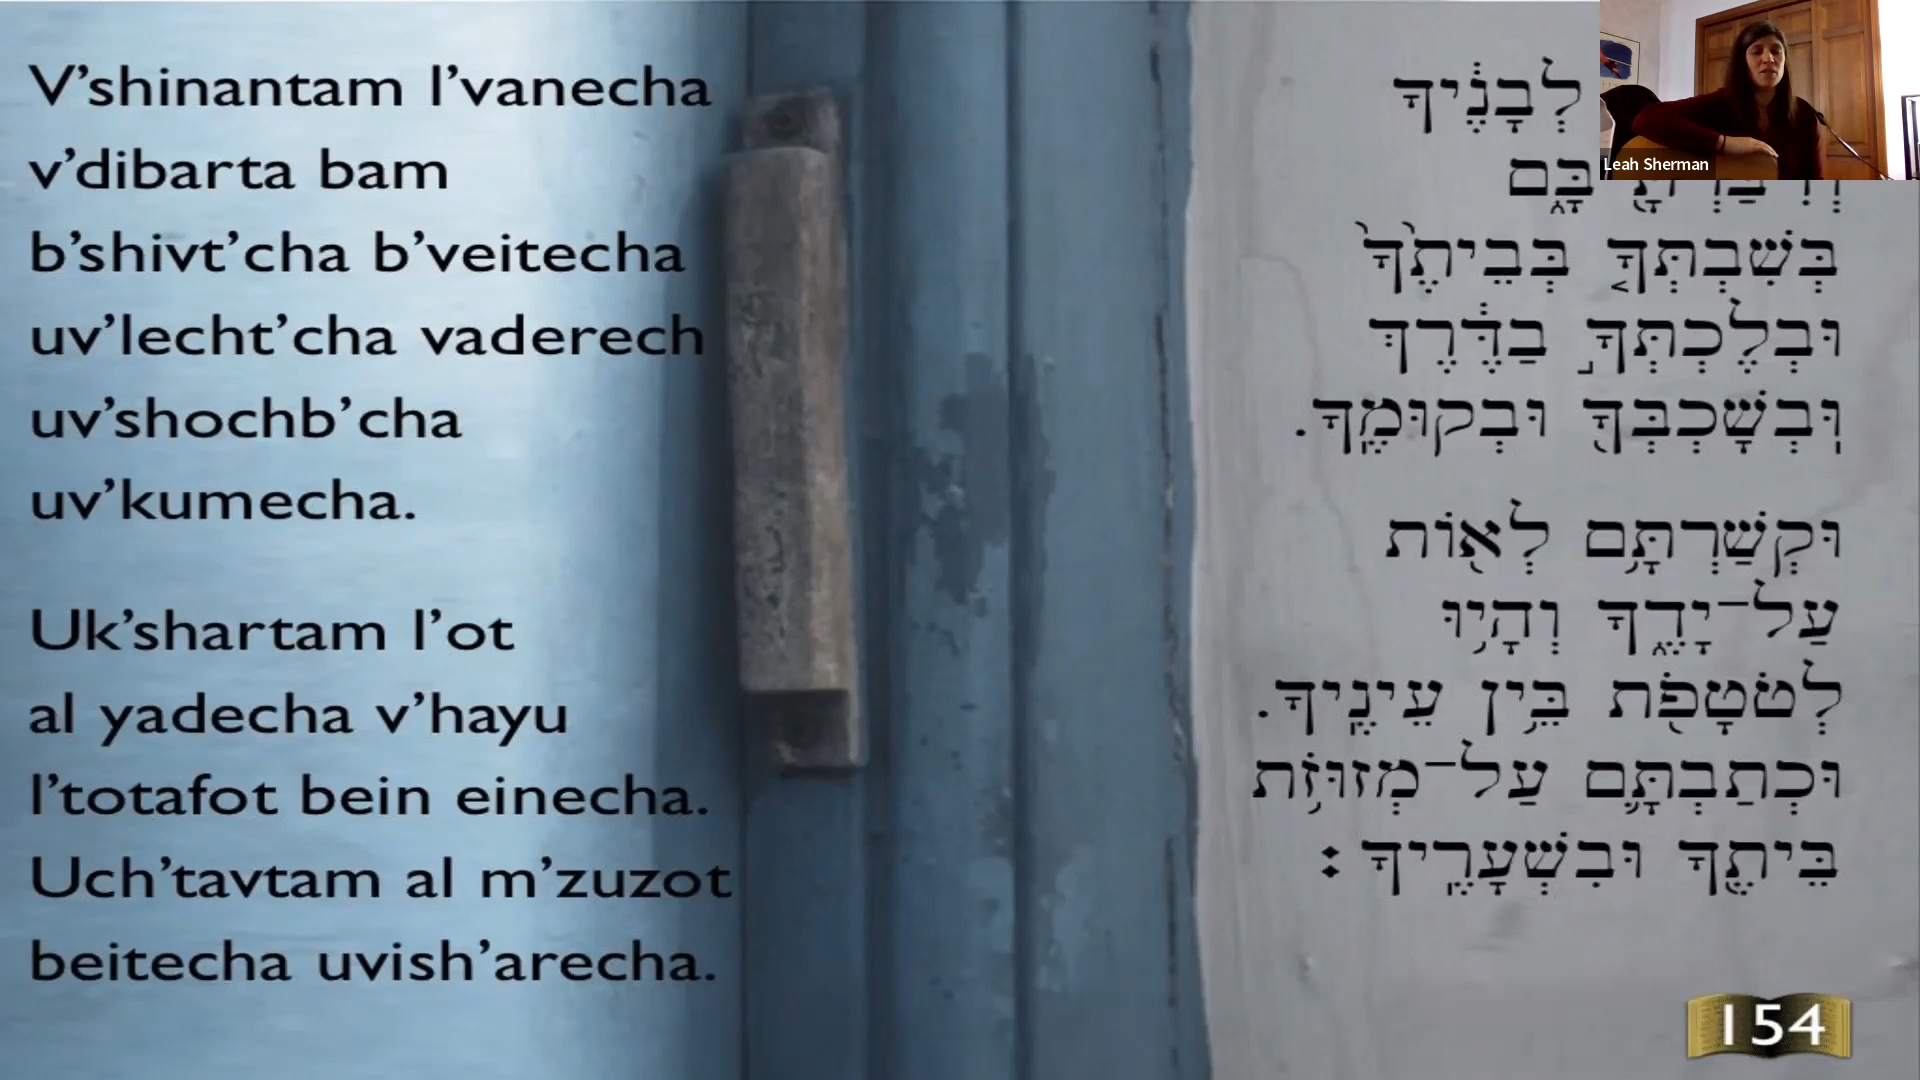 V’shinantam l’vanecha
v’dibarta bam
b’shivt’cha b’veitecha
uv’lecht’cha vaderech
uv’shochb’cha
uv’kumecha.
Uk’shartam l’ot
al yadecha v’hayu
l’totafot bein einecha.
Uch’tavtam al m’zuzot
beitecha uvish’arecha.
לְבָנֶ֔יךָ
בָּ֑ם
בְּשִׁבְתְּךָ֤ בְּבֵיתֶ֙ךָ֙
וּבְלֶכְתְּךָ֣ בַדֶּ֔רֶךְ
וּֽבְשָׁכְבְּךָ֖ וּבְקוּמֶֽךָ.
וּקְשַׁרְתָּ֥ם לְא֖וֹת
עַל־יָדֶ֑ךָ וְהָי֥וּ
לְטֹטָפֹ֖ת בֵּ֥ין עֵינֶֽיךָ.
וּכְתַבְתָּ֛ם עַל־מְזוּזֹ֥ת
בֵּיתֶ֖ךָ וּבִשְׁעָרֶֽיךָ׃
Leah Sherman
154